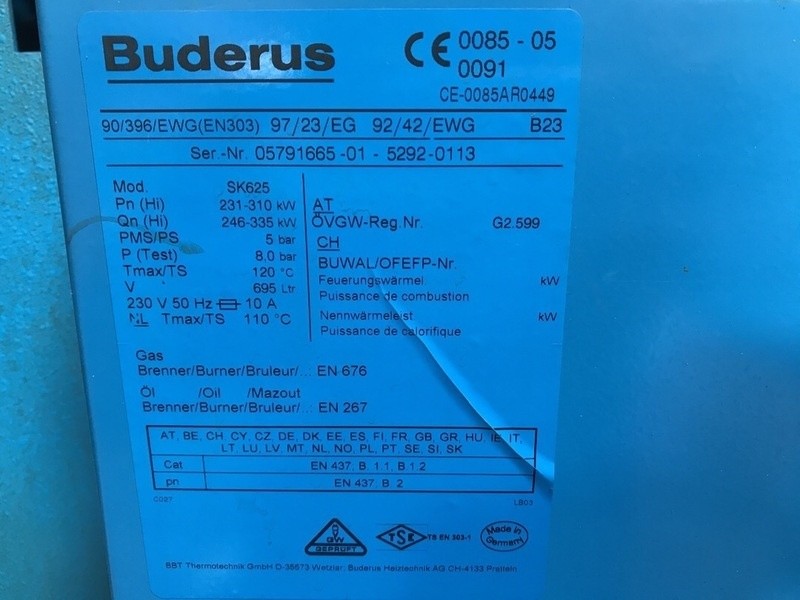 Buderus
CE 0085 - 05
0091
CE-0085AR0449
90/396/EWG(EN303) 97/23/EG 92/42/EWG B23
Ser.-Nr. 05791665-01 - 5292-0113
Mod. SK625
Pn (Hi) 231-310 kW
Qn (Hi) 246-335 kW
PMS/PS 5 bar
P (Test) 8,0 bar
Tmax/TS 120 °C
V 695 Ltr
230 V 50 Hz 10 A
NL Tmax/TS 110 °C
AT
ÖVGW-Reg.Nr. G2.599
CH
BUWAL/OFEFP-Nr.
Feuerungswärmel kW
Puissance de combustion
Nennwärmeleist kW
Puissance de calorifique
Gas
Brenner/Burner/Bruleur/... EN 676
Öl /Oil /Mazout
Brenner/Burner/Bruleur/... EN 267
AT, BE, CH, CY, CZ, DE, DK, EE, ES, FI, FR, GB, GR, HU, IE, IT,
LT, LU, LV, MT, NL, NO, PL, PT, SE, SI, SK
Cat EN 437, B. 1.1, B.1.2
pn EN 437, B. 2
C027 LB03
GW
GEPRÜFT
TSE TS EN 303-1
Made in
Germany
BBT Thermotechnik GmbH D-35573 Wetzlar; Buderus Heiztechnik AG CH-4133 Pratteln